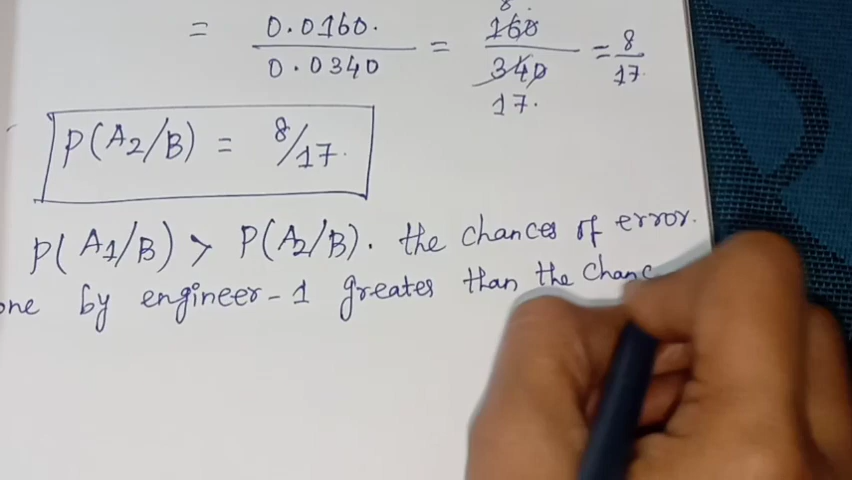 = 0.0160. / 0.0340 = 160 / 340 = 8 / 17.
8.
17.
P(A2/B) = 8/17.
P(A1/B) > P(A2/B). the chances of error.
one by engineer-1 greates than the chanc